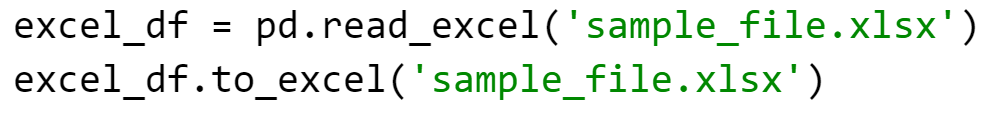 excel_df = pd.read_excel('sample_file.xlsx')
excel_df.to_excel('sample_file.xlsx')